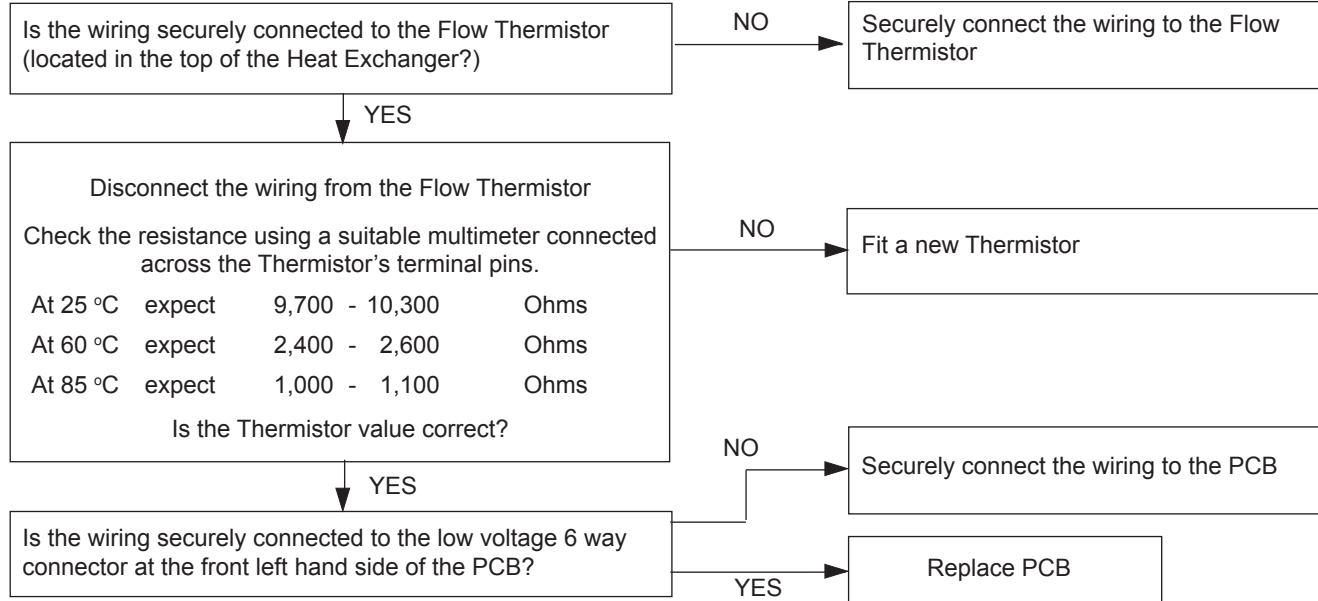 Is the wiring securely connected to the Flow Thermistor
(located in the top of the Heat Exchanger?)
NO
Securely connect the wiring to the Flow
Thermistor
YES
Disconnect the wiring from the Flow Thermistor
Check the resistance using a suitable multimeter connected
across the Thermistor’s terminal pins.
At 25 °C expect 9,700 - 10,300 Ohms
At 60 °C expect 2,400 - 2,600 Ohms
At 85 °C expect 1,000 - 1,100 Ohms
Is the Thermistor value correct?
NO
Fit a new Thermistor
YES
Is the wiring securely connected to the low voltage 6 way
connector at the front left hand side of the PCB?
NO
Securely connect the wiring to the PCB
YES
Replace PCB